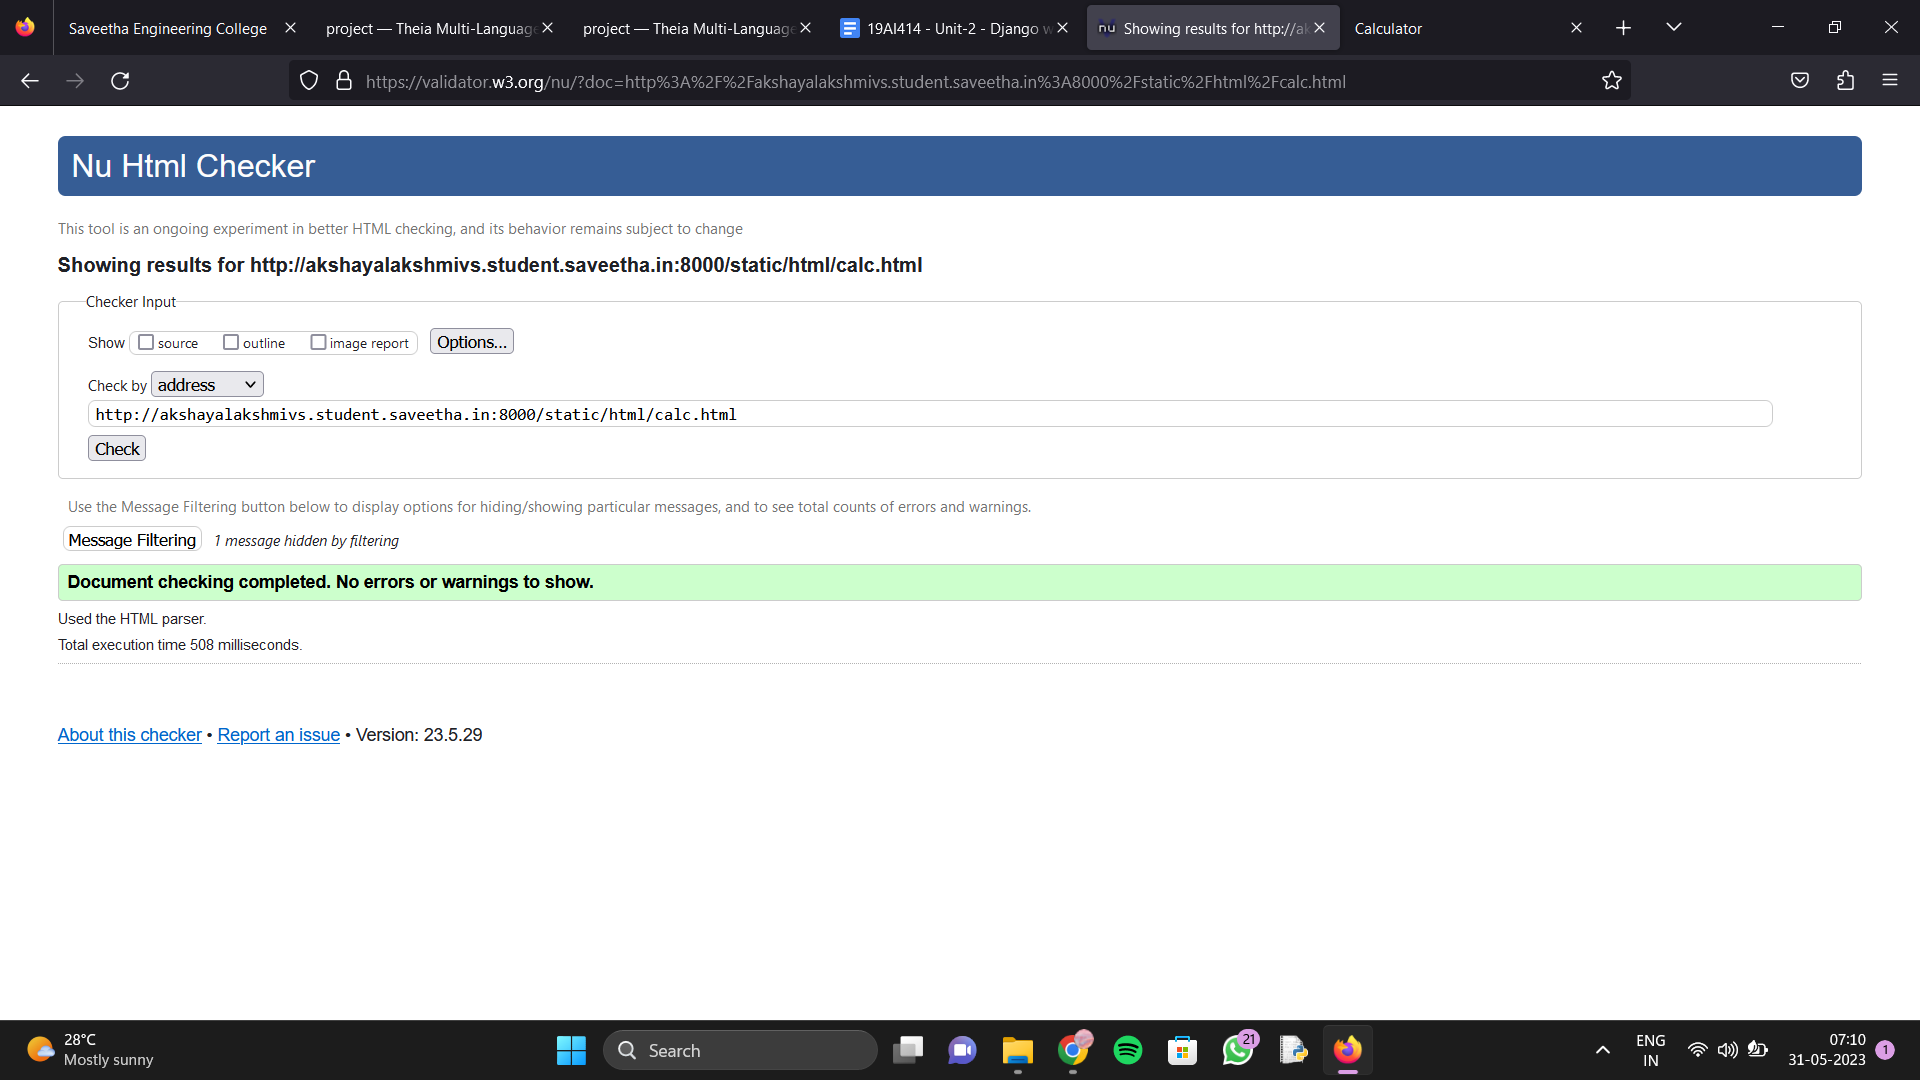 Saveetha Engineering College
project — Theia Multi-Language
project — Theia Multi-Language
19AI414 - Unit-2 - Django w
nu Showing results for http://ak
Calculator
https://validator.w3.org/nu/?doc=http%3A%2F%2Fakshayalakshmivs.student.saveetha.in%3A8000%2Fstatic%2Fhtml%2Fcalc.html
Nu Html Checker
This tool is an ongoing experiment in better HTML checking, and its behavior remains subject to change
Showing results for http://akshayalakshmivs.student.saveetha.in:8000/static/html/calc.html
Checker Input
Show source outline image report Options...
Check by address
http://akshayalakshmivs.student.saveetha.in:8000/static/html/calc.html
Check
Use the Message Filtering button below to display options for hiding/showing particular messages, and to see total counts of errors and warnings.
Message Filtering 1 message hidden by filtering
Document checking completed. No errors or warnings to show.
Used the HTML parser.
Total execution time 508 milliseconds.
About this checker • Report an issue • Version: 23.5.29
28°C
Mostly sunny
Search
21
ENG
IN
07:10
31-05-2023
1